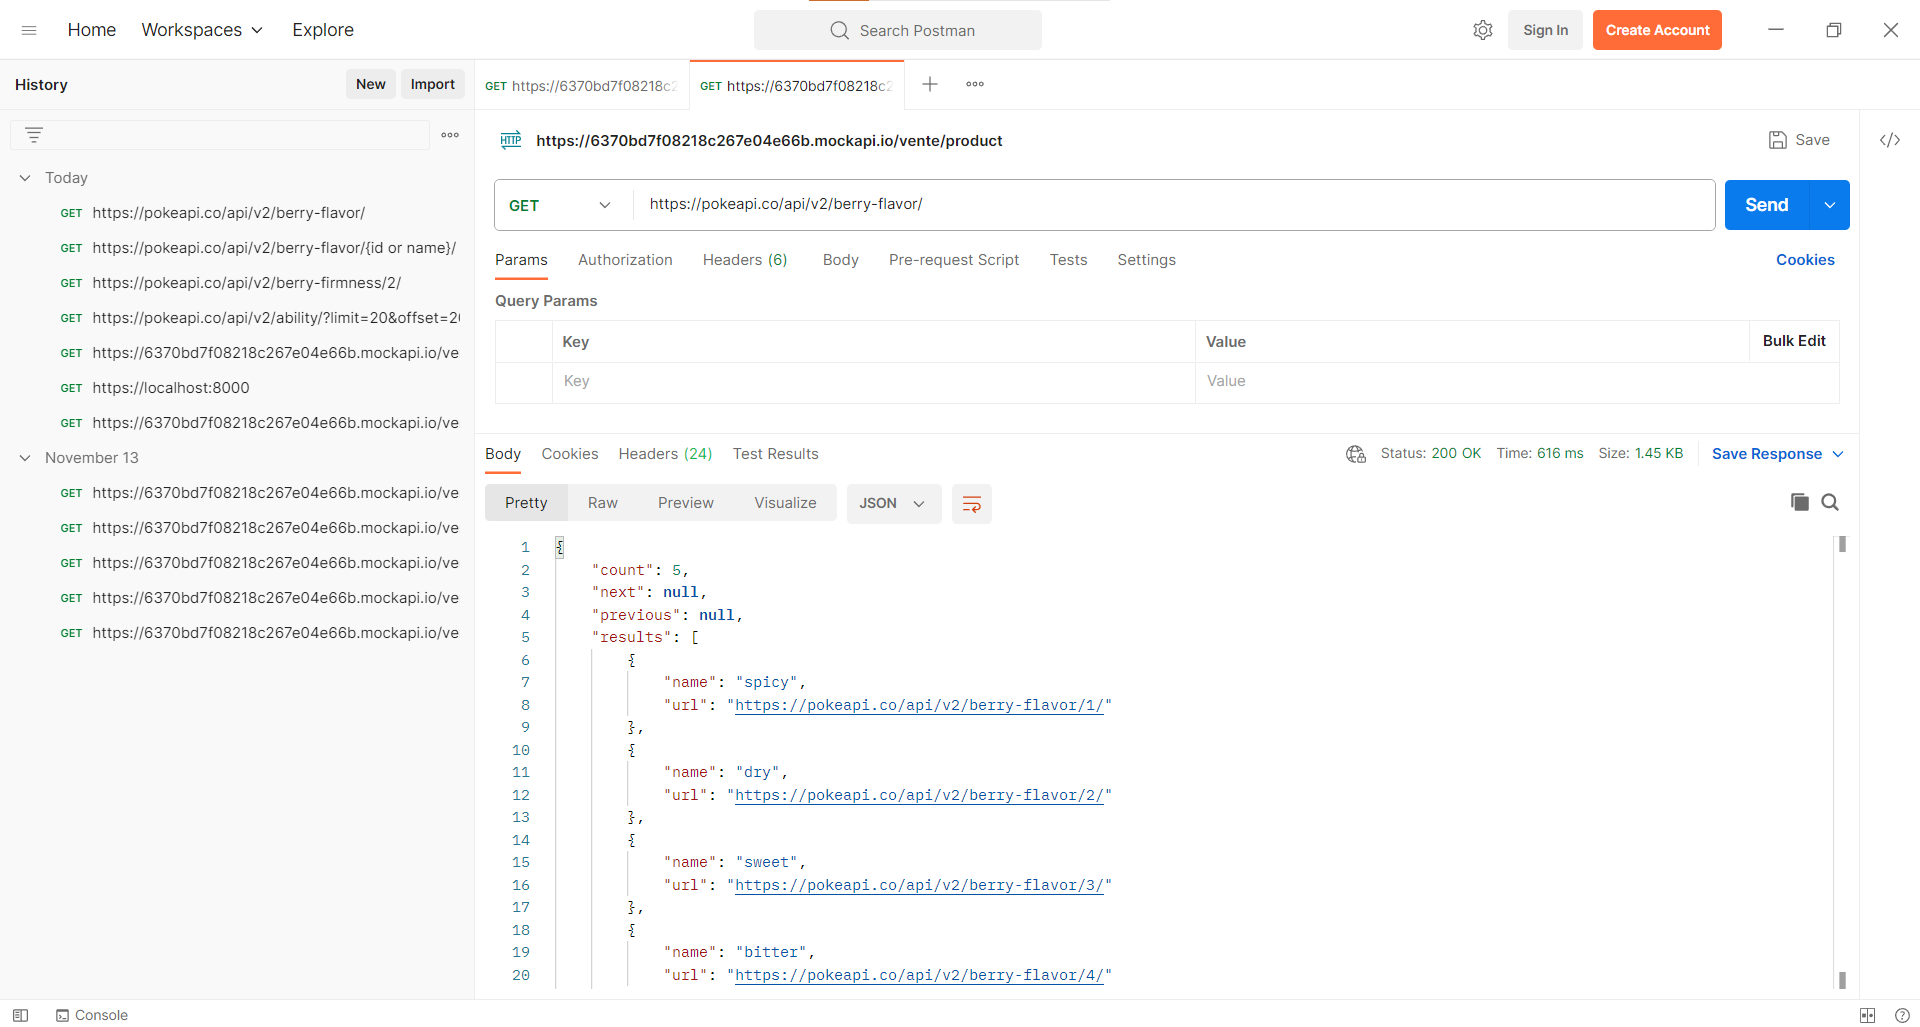 Home Workspaces Explore Search Postman Sign In Create Account
History New Import
GET https://6370bd7f08218c2 GET https://6370bd7f08218c2
HTTP https://6370bd7f08218c267e04e66b.mockapi.io/vente/product Save </>
Today
GET https://pokeapi.co/api/v2/berry-flavor/
GET https://pokeapi.co/api/v2/berry-flavor/{id or name}/
GET https://pokeapi.co/api/v2/berry-firmness/2/
GET https://pokeapi.co/api/v2/ability/?limit=20&offset=20
GET https://6370bd7f08218c267e04e66b.mockapi.io/ve
GET https://localhost:8000
GET https://6370bd7f08218c267e04e66b.mockapi.io/ve
November 13
GET https://6370bd7f08218c267e04e66b.mockapi.io/ve
GET https://6370bd7f08218c267e04e66b.mockapi.io/ve
GET https://6370bd7f08218c267e04e66b.mockapi.io/ve
GET https://6370bd7f08218c267e04e66b.mockapi.io/ve
GET https://6370bd7f08218c267e04e66b.mockapi.io/ve
GET https://pokeapi.co/api/v2/berry-flavor/ Send
Params Authorization Headers (6) Body Pre-request Script Tests Settings Cookies
Query Params
Key Value Bulk Edit
Key Value
Body Cookies Headers (24) Test Results Status: 200 OK Time: 616 ms Size: 1.45 KB Save Response
Pretty Raw Preview Visualize JSON
1 {
2 "count": 5,
3 "next": null,
4 "previous": null,
5 "results": [
6 {
7 "name": "spicy",
8 "url": "https://pokeapi.co/api/v2/berry-flavor/1/"
9 },
10 {
11 "name": "dry",
12 "url": "https://pokeapi.co/api/v2/berry-flavor/2/"
13 },
14 {
15 "name": "sweet",
16 "url": "https://pokeapi.co/api/v2/berry-flavor/3/"
17 },
18 {
19 "name": "bitter",
20 "url": "https://pokeapi.co/api/v2/berry-flavor/4/"
Console